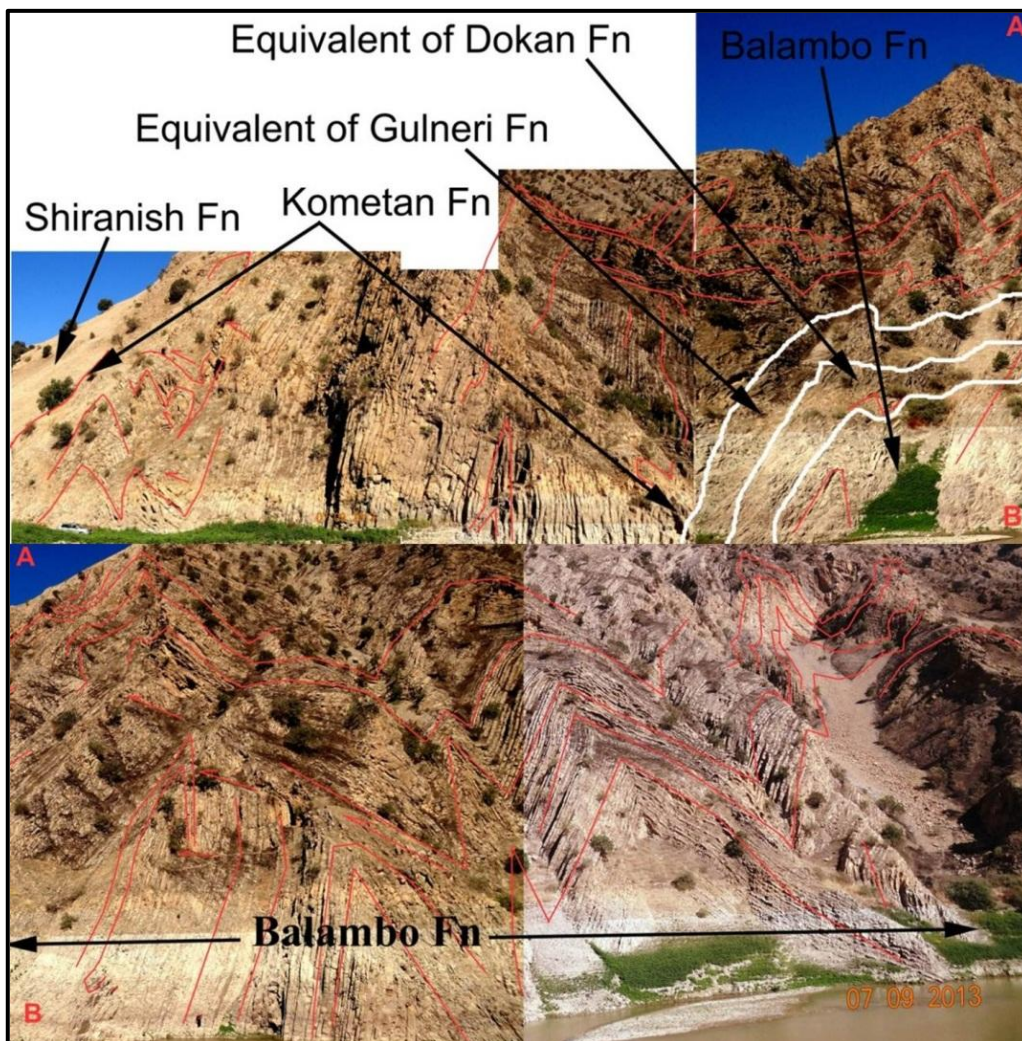 Equivalent of Dokan Fn
Balambo Fn
A
Equivalent of Gulneri Fn
Shiranish Fn
Kometan Fn
B
A
Balambo Fn
B
07 09 2013